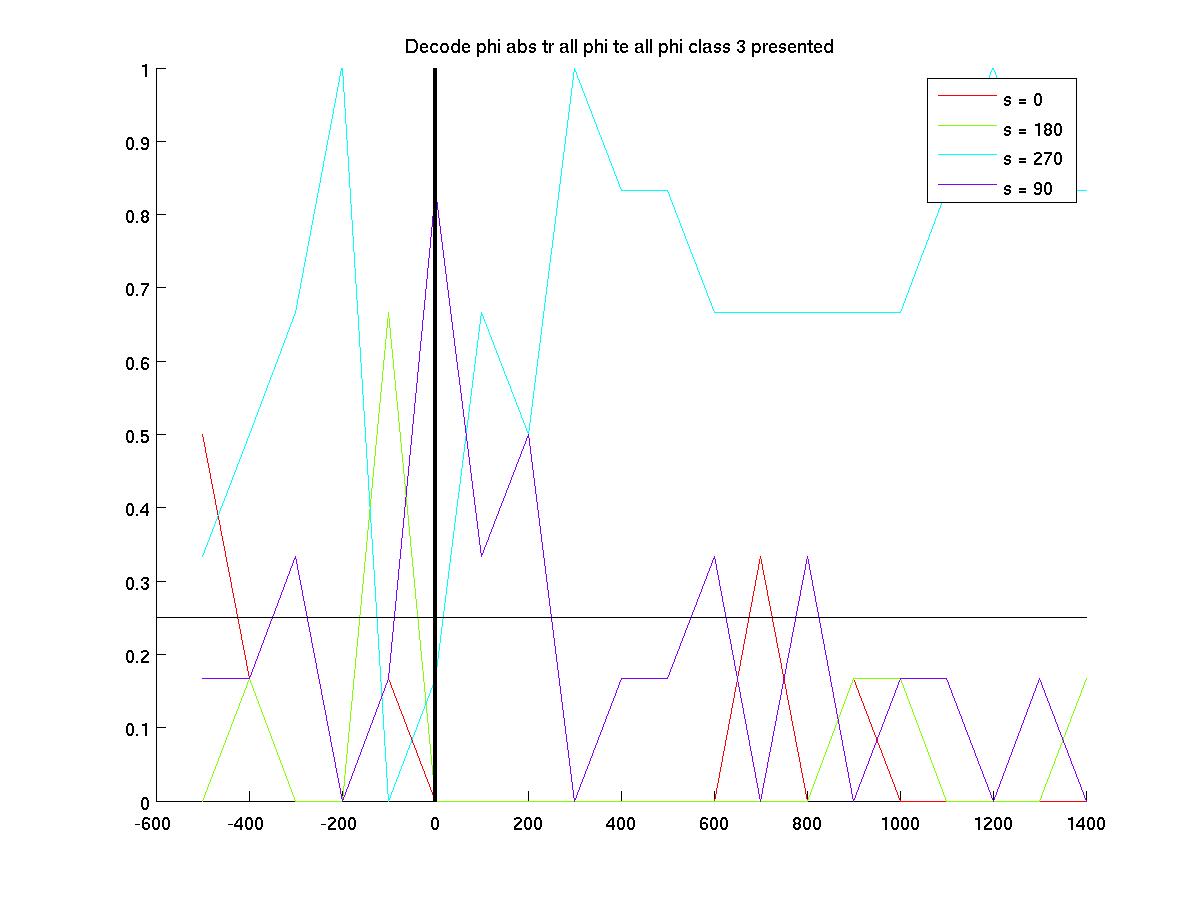 Decode phi abs tr all phi te all phi class 3 presented
1
0.9
0.8
0.7
0.6
0.5
0.4
0.3
0.2
0.1
0
-600 -400 -200 0 200 400 600 800 1000 1200 1400
s = 0
s = 180
s = 270
s = 90